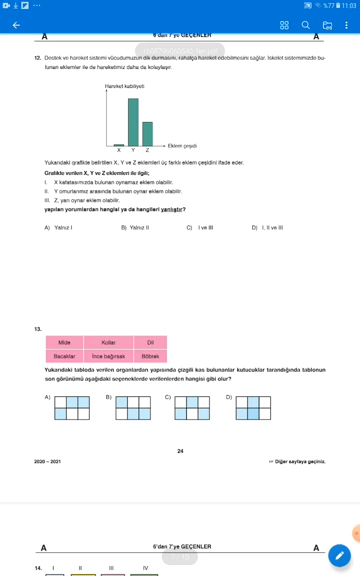 %77 11:03
A 6'dan 7'ye GEÇENLER A
12. Destek ve hareket sistemi vücudumuzun dik durmasını, rahatça hareket edebilmesini sağlar. İskelet sistemimizde bu-
lunan eklemler ile de hareketimiz daha da kolaylaşır.
Hareket kabiliyeti
X Y Z Eklem çeşidi
Yukarıdaki grafikte belirtilen X, Y ve Z eklemleri üç farklı eklem çeşidini ifade eder.
Grafikte verilen X, Y ve Z eklemleri ile ilgili;
I. X kafatasımızda bulunan oynamaz eklem olabilir.
II. Y omurlarımız arasında bulunan oynar eklem olabilir.
III. Z, yarı oynar eklem olabilir.
yapılan yorumlardan hangisi ya da hangileri yanlıştır?
A) Yalnız I B) Yalnız II C) I ve III D) I, II ve III
13.
Mide Kollar Dil
Bacaklar İnce bağırsak Böbrek
Yukarıdaki tabloda verilen organlardan yapısında çizgili kas bulunanlar kutucuklar tarandığında tablonun
son görünümü aşağıdaki seçeneklerde verilenlerden hangisi gibi olur?
A) B) C) D)
24
2020 – 2021 Diğer sayfaya geçiniz.
A 6'dan 7'ye GEÇENLER A
14. I II III IV